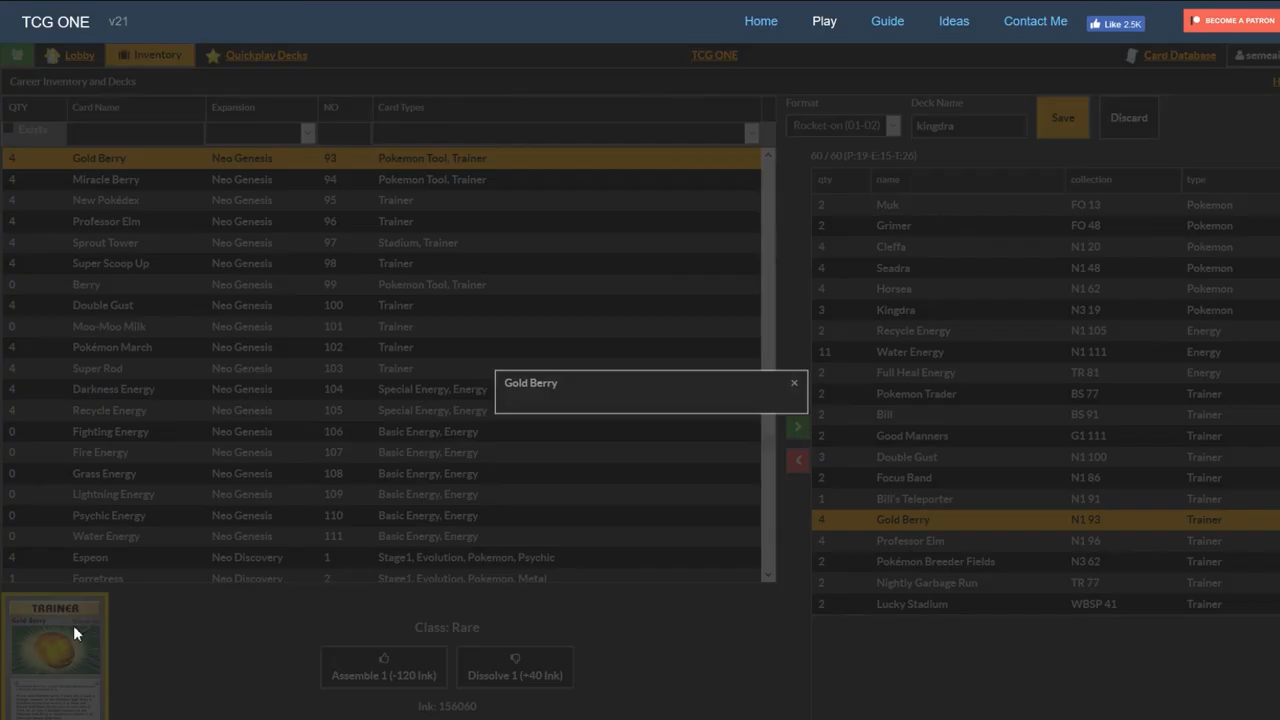 TCG ONE v21 Home Play Guide Ideas Contact Me Like 2.5K BECOME A PATRON
Lobby Inventory Quickplay Decks TCG ONE Card Database semeal
Career Inventory and Decks
QTY Card Name Expansion NO Card Types
Exists
4 Gold Berry Neo Genesis 93 Pokemon Tool, Trainer
4 Miracle Berry Neo Genesis 94 Pokemon Tool, Trainer
4 New Pokédex Neo Genesis 95 Trainer
4 Professor Elm Neo Genesis 96 Trainer
4 Sprout Tower Neo Genesis 97 Stadium, Trainer
4 Super Scoop Up Neo Genesis 98 Trainer
0 Berry Neo Genesis 99 Pokemon Tool, Trainer
4 Double Gust Neo Genesis 100 Trainer
0 Moo-Moo Milk Neo Genesis 101 Trainer
4 Pokémon March Neo Genesis 102 Trainer
4 Super Rod Neo Genesis 103 Trainer
4 Darkness Energy Neo Genesis 104 Special Energy, Energy
4 Recycle Energy Neo Genesis 105 Special Energy, Energy
0 Fighting Energy Neo Genesis 106 Basic Energy, Energy
0 Fire Energy Neo Genesis 107 Basic Energy, Energy
0 Grass Energy Neo Genesis 108 Basic Energy, Energy
0 Lightning Energy Neo Genesis 109 Basic Energy, Energy
0 Psychic Energy Neo Genesis 110 Basic Energy, Energy
0 Water Energy Neo Genesis 111 Basic Energy, Energy
4 Espeon Neo Discovery 1 Stage1, Evolution, Pokemon, Psychic
1 Forretress Neo Discovery 2 Stage1, Evolution, Pokemon, Metal
Gold Berry ×
TRAINER
Gold Berry
Class: Rare
Assemble 1 (-120 Ink) Dissolve 1 (+40 Ink)
Ink: 156060
Format Deck Name
Rocket-on (01-02) kingdra Save Discard
60 / 60 (P:19-E:15-T:26)
qty name collection type
2 Muk FO 13 Pokemon
2 Grimer FO 48 Pokemon
4 Cleffa N1 20 Pokemon
4 Seadra N1 48 Pokemon
4 Horsea N1 62 Pokemon
3 Kingdra N3 19 Pokemon
2 Recycle Energy N1 105 Energy
11 Water Energy N1 111 Energy
2 Full Heal Energy TR 81 Energy
2 Pokemon Trader BS 77 Trainer
2 Bill BS 91 Trainer
2 Good Manners G1 111 Trainer
3 Double Gust N1 100 Trainer
2 Focus Band N1 86 Trainer
1 Bill's Teleporter N1 91 Trainer
4 Gold Berry N1 93 Trainer
4 Professor Elm N1 96 Trainer
2 Pokémon Breeder Fields N3 62 Trainer
2 Nightly Garbage Run TR 77 Trainer
2 Lucky Stadium WBSP 41 Trainer